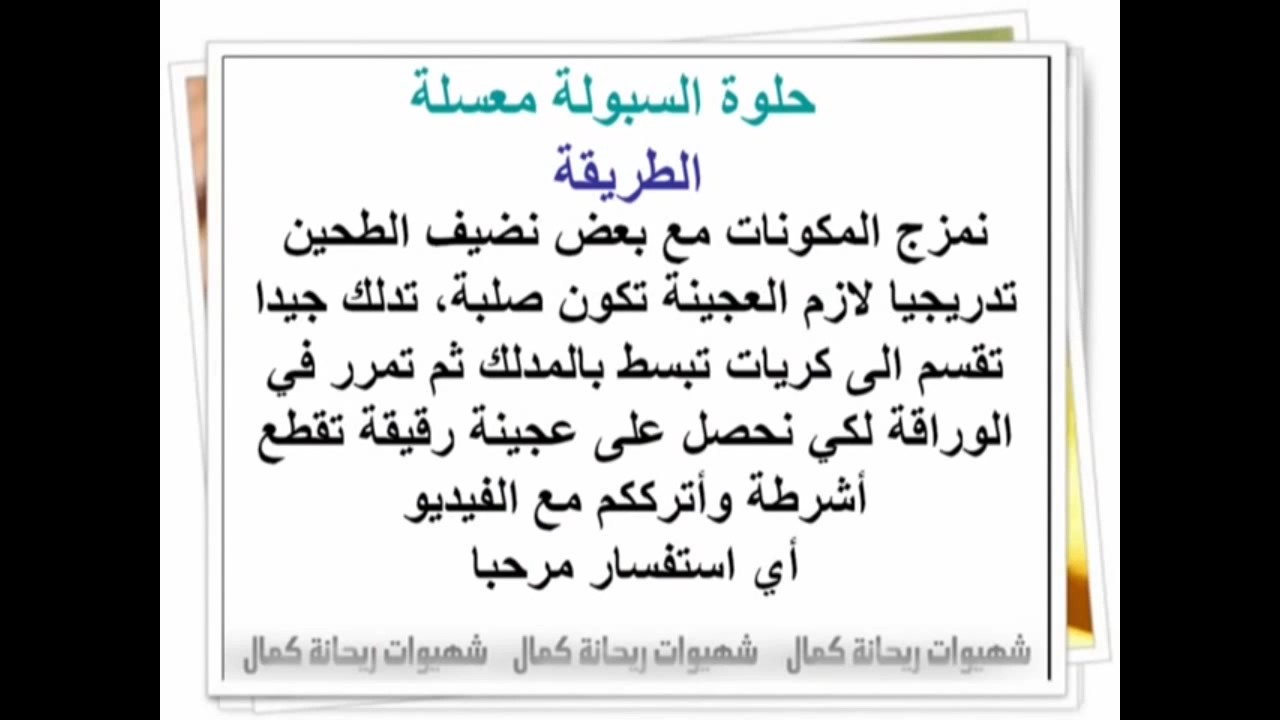 حلوة السبولة معسلة
الطريقة
نمزج المكونات مع بعض نضيف الطحين
تدريجيا لازم العجينة تكون صلبة، تدلك جيدا
تقسم الى كريات تبسط بالمدلك ثم تمرر في
الوراقة لكي نحصل على عجينة رقيقة تقطع
أشرطة وأترككم مع الفيديو
أي استفسار مرحبا
شهيوات ريحانة كمال شهيوات ريحانة كمال شهيوات ريحانة كمال